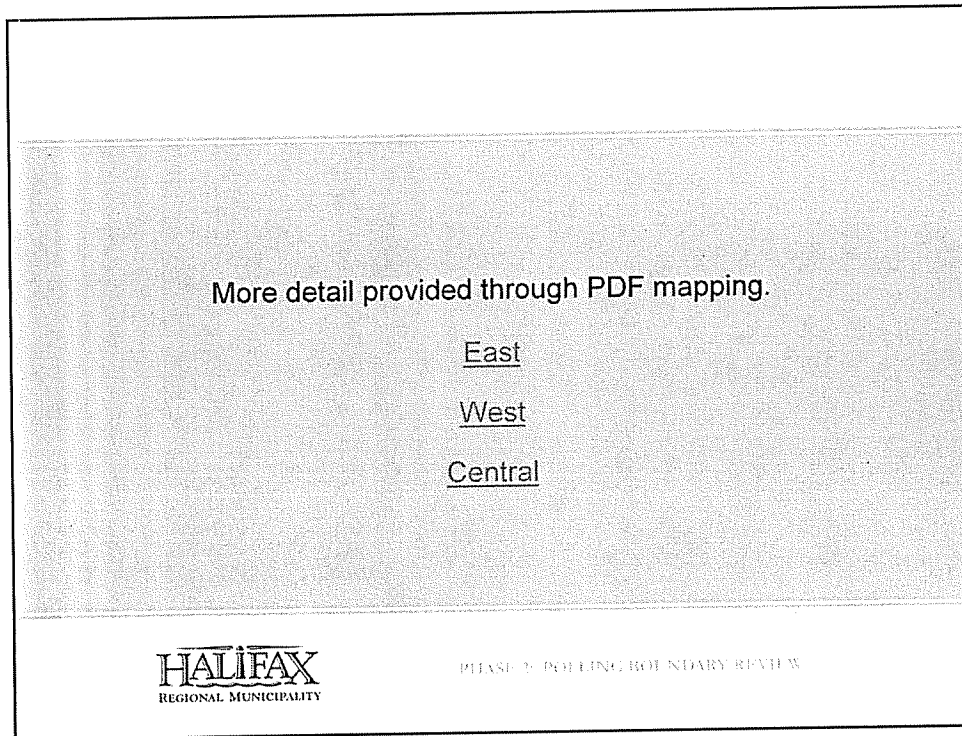 More detail provided through PDF mapping.
East
West
Central
HALIFAX
REGIONAL MUNICIPALITY
PHASE 2: POLLING BOUNDARY REVIEW